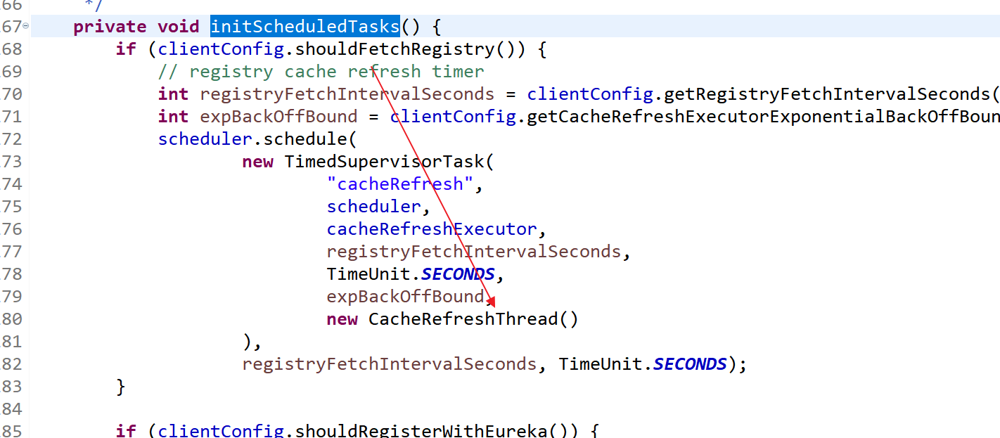 66 */
67 private void initScheduledTasks() {
68 if (clientConfig.shouldFetchRegistry()) {
69 // registry cache refresh timer
70 int registryFetchIntervalSeconds = clientConfig.getRegistryFetchIntervalSeconds(
71 int expBackOffBound = clientConfig.getCacheRefreshExecutorExponentialBackOffBoun
72 scheduler.schedule(
73 new TimedSupervisorTask(
74 "cacheRefresh",
75 scheduler,
76 cacheRefreshExecutor,
77 registryFetchIntervalSeconds,
78 TimeUnit.SECONDS,
79 expBackOffBound,
80 new CacheRefreshThread()
81 ),
82 registryFetchIntervalSeconds, TimeUnit.SECONDS);
83 }
84
85 if (clientConfig.shouldRegisterWithEureka()) {